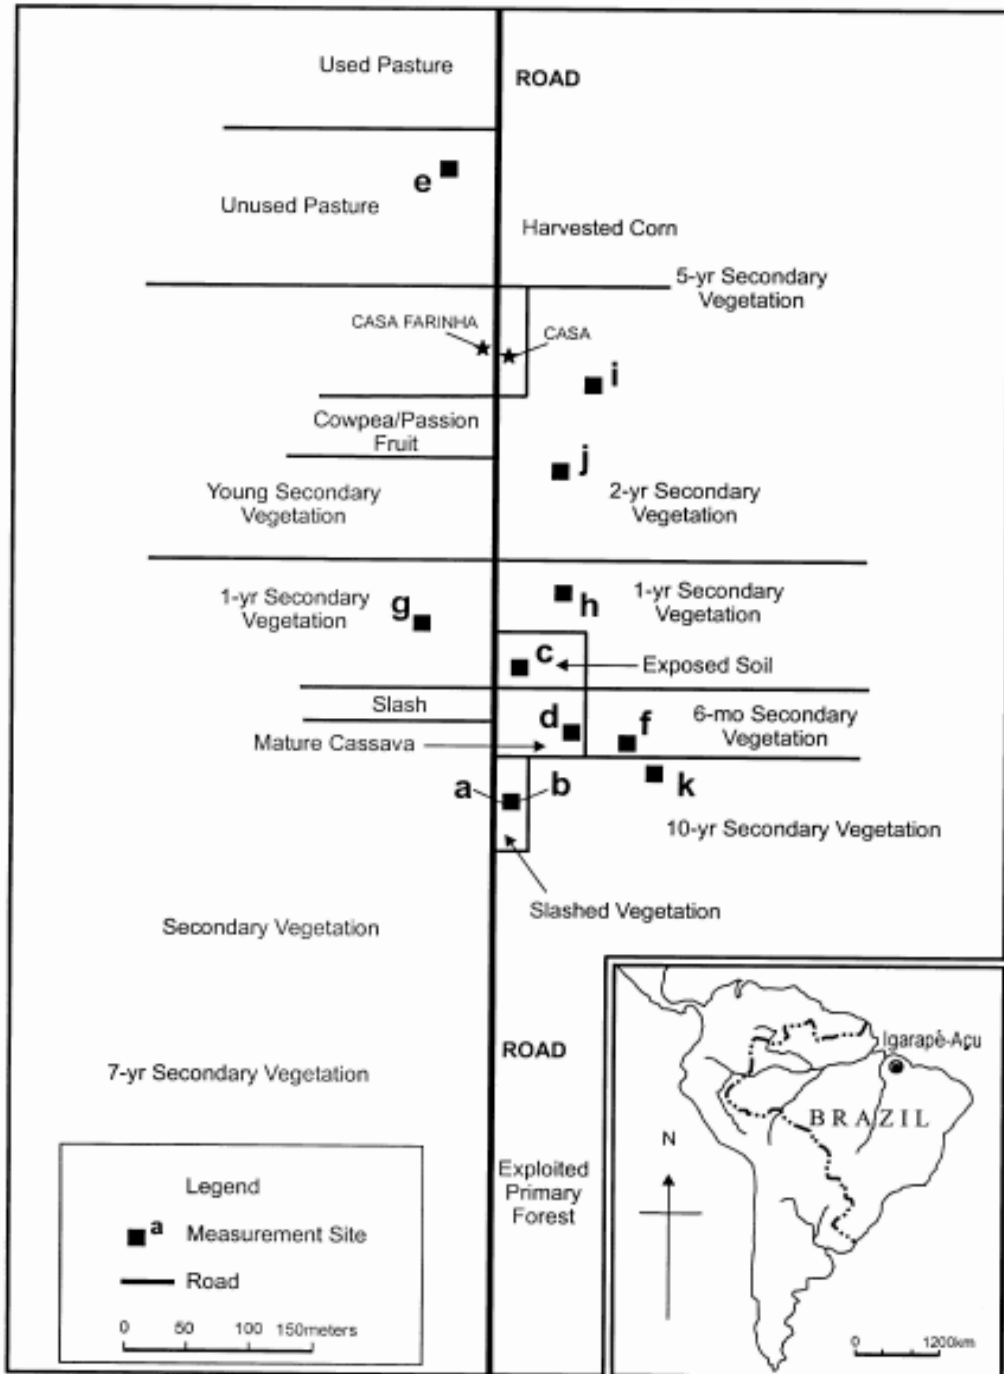 Used Pasture
ROAD
e
Unused Pasture
Harvested Corn
5-yr Secondary
Vegetation
CASA FARINHA
CASA
i
Cowpea/Passion
Fruit
j
Young Secondary
Vegetation
2-yr Secondary
Vegetation
1-yr Secondary
Vegetation
g
h
1-yr Secondary
Vegetation
c
Exposed Soil
Slash
d
f
6-mo Secondary
Vegetation
Mature Cassava
a
b
k
10-yr Secondary Vegetation
Slashed Vegetation
Secondary Vegetation
ROAD
7-yr Secondary Vegetation
Exploited
Primary
Forest
Legend
a
Measurement Site
Road
0 50 100 150meters
Igarapé-Açu
BRAZIL
N
0 1200km